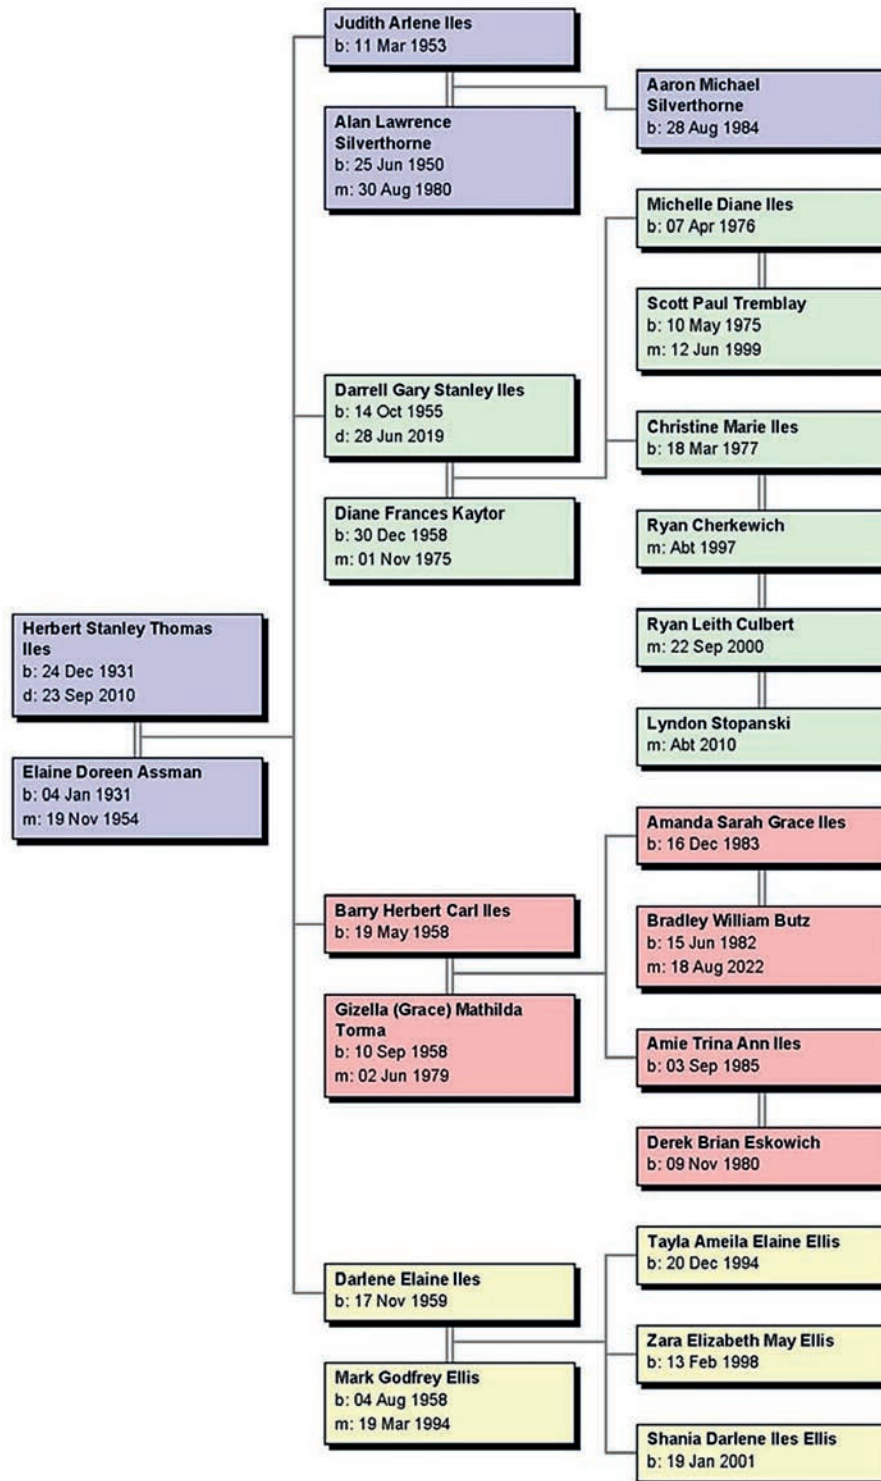 Judith Arlene Iles
b: 11 Mar 1953
Alan Lawrence
Silverthorne
b: 25 Jun 1950
m: 30 Aug 1980
Aaron Michael
Silverthorne
b: 28 Aug 1984
Michelle Diane Iles
b: 07 Apr 1976
Scott Paul Tremblay
b: 10 May 1975
m: 12 Jun 1999
Darrell Gary Stanley Iles
b: 14 Oct 1955
d: 28 Jun 2019
Diane Frances Kaytor
b: 30 Dec 1958
m: 01 Nov 1975
Christine Marie Iles
b: 18 Mar 1977
Ryan Cherkewich
m: Abt 1997
Ryan Leith Culbert
m: 22 Sep 2000
Lyndon Stopanski
m: Abt 2010
Herbert Stanley Thomas
Iles
b: 24 Dec 1931
d: 23 Sep 2010
Elaine Doreen Assman
b: 04 Jan 1931
m: 19 Nov 1954
Barry Herbert Carl Iles
b: 19 May 1958
Gizella (Grace) Mathilda
Torma
b: 10 Sep 1958
m: 02 Jun 1979
Amanda Sarah Grace Iles
b: 16 Dec 1983
Bradley William Butz
b: 15 Jun 1982
m: 18 Aug 2022
Amie Trina Ann Iles
b: 03 Sep 1985
Derek Brian Eskowich
b: 09 Nov 1980
Darlene Elaine Iles
b: 17 Nov 1959
Mark Godfrey Ellis
b: 04 Aug 1958
m: 19 Mar 1994
Tayla Ameila Elaine Ellis
b: 20 Dec 1994
Zara Elizabeth May Ellis
b: 13 Feb 1998
Shania Darlene Iles Ellis
b: 19 Jan 2001